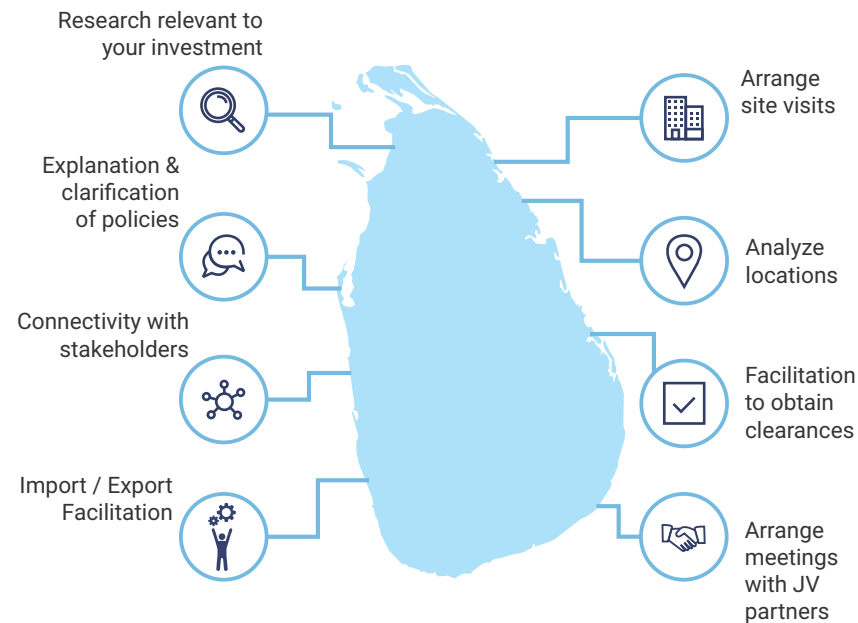 Research relevant to
your investment
Explanation &
clarification
of policies
Connectivity with
stakeholders
Import / Export
Facilitation
Arrange
site visits
Analyze
locations
Facilitation
to obtain
clearances
Arrange
meetings
with JV
partners